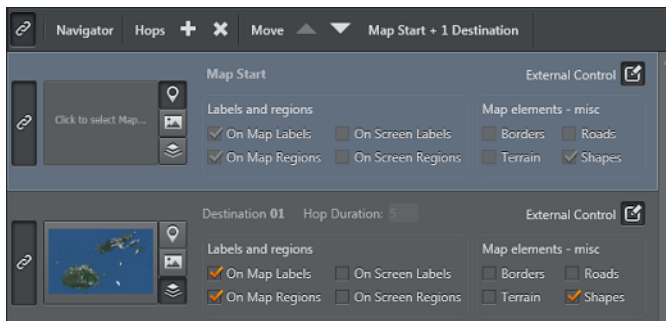 Navigator Hops Move Map Start + 1 Destination
Map Start External Control
Click to select Map...
Labels and regions Map elements - misc
On Map Labels On Screen Labels Borders Roads
On Map Regions On Screen Regions Terrain Shapes
Destination 01 Hop Duration: 5 External Control
Labels and regions Map elements - misc
On Map Labels On Screen Labels Borders Roads
On Map Regions On Screen Regions Terrain Shapes